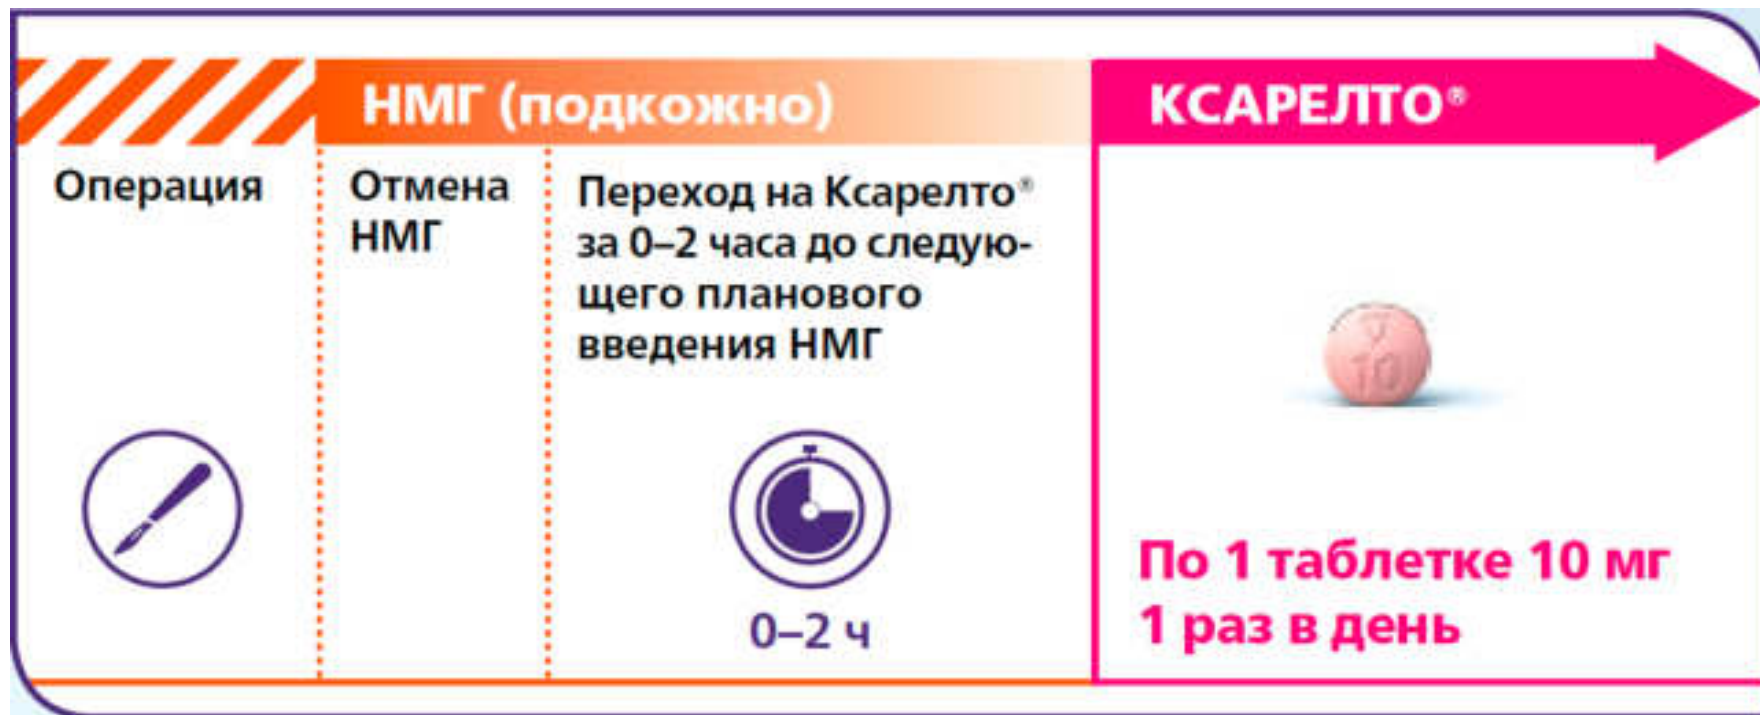 НМГ (подкожно)
КСАРЕЛТО®
Операция
Отмена
НМГ
Переход на Ксарелто®
за 0–2 часа до следую-
щего планового
введения НМГ
0–2 ч
10
По 1 таблетке 10 мг
1 раз в день